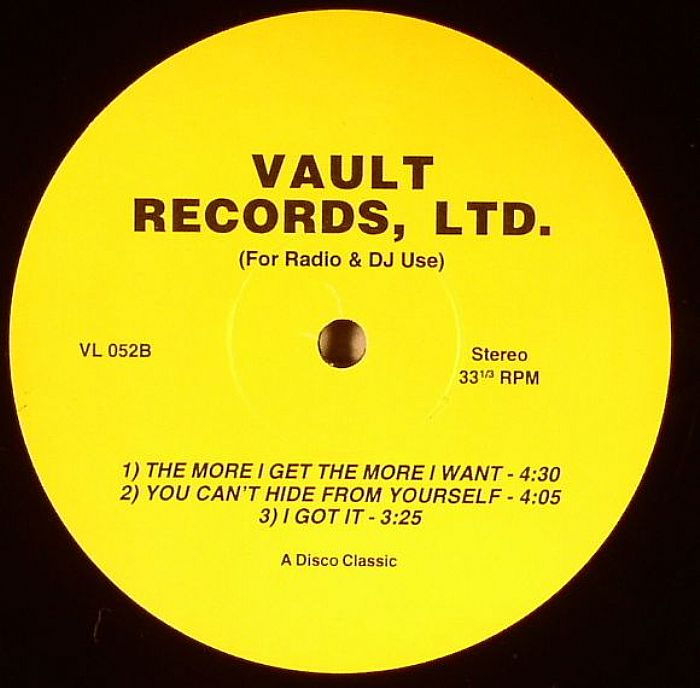 VAULT
RECORDS, LTD.
(For Radio & DJ Use)
VL 052B
Stereo
33 1/3 RPM
1) THE MORE I GET THE MORE I WANT - 4:30
2) YOU CAN'T HIDE FROM YOURSELF - 4:05
3) I GOT IT - 3:25
A Disco Classic